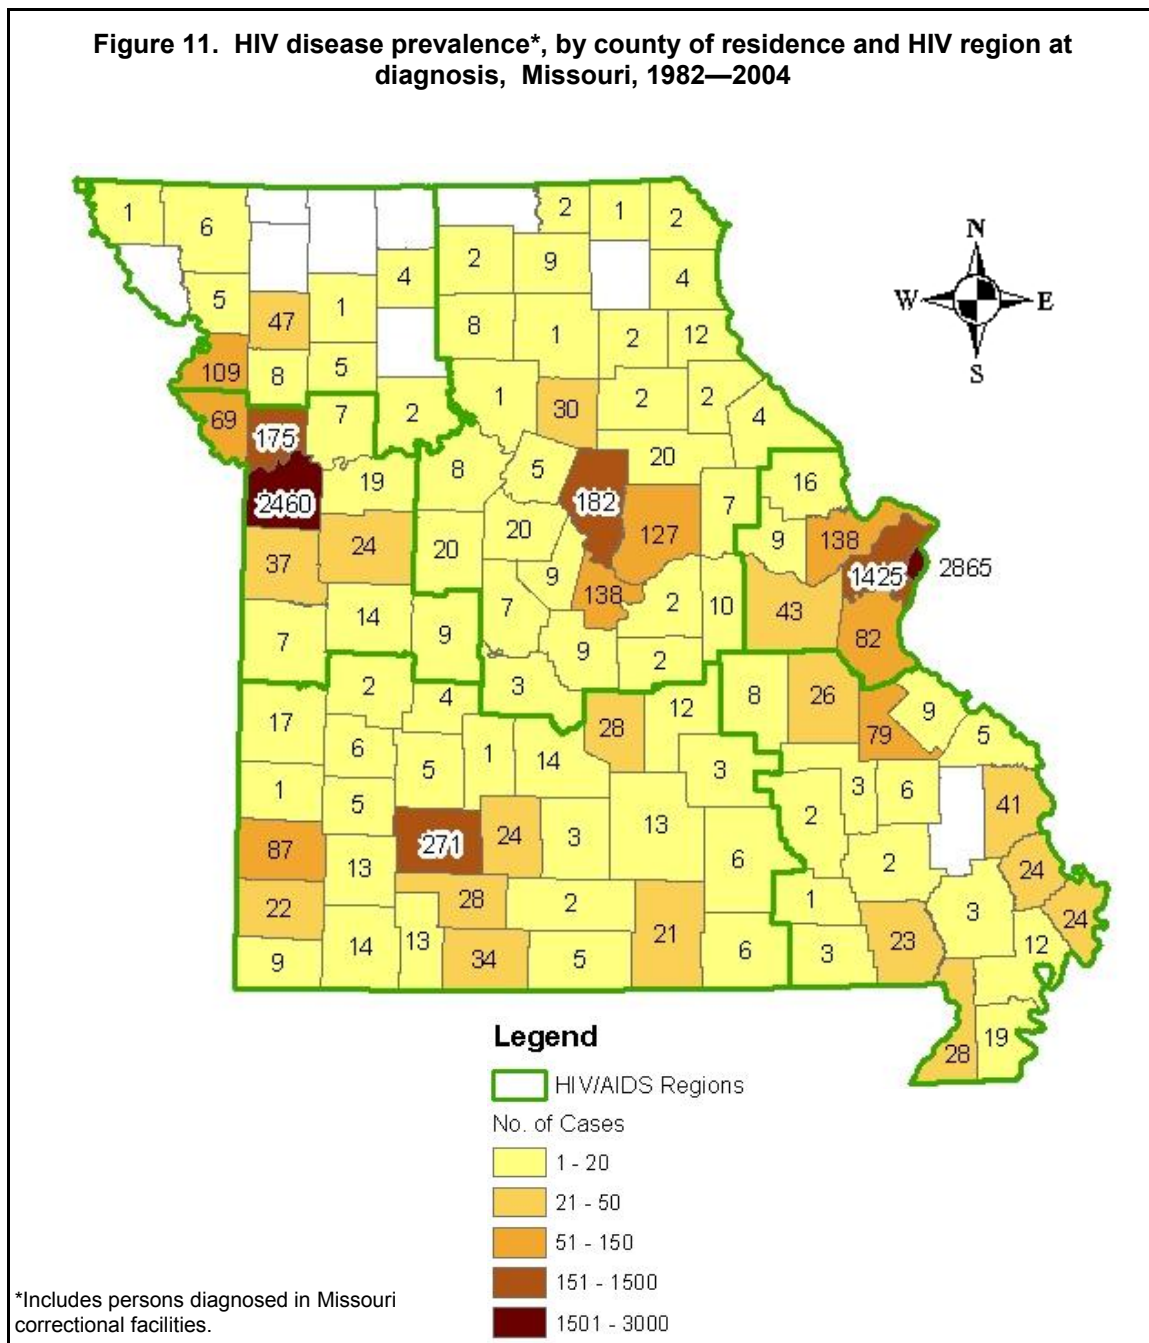 Figure 11.  HIV disease prevalence*, by county of residence and HIV region at
diagnosis,  Missouri, 1982—2004
N
W E
S
1 6 2 1 2
2 9 4
5 4
47 1
8 1 2 12
109 8 5
1 30 2 2 4
69 175 7 2
20
8 5 16
2460 19 182 7
20 127 9 138
37 24 20 1425 2865
9
7 14 9 7 138 2 10 43 82
9 2
3
2 4 8 26 9
17 28 12 79 5
6 5 1 14 3
1 5 2 3 6 41
87 13 271 24 3 13 6 2 24
22 28 2 1 3 24
9 14 13 34 5 21 6 3 23 12
28 19
Legend
HIV/AIDS Regions
No. of Cases
1 - 20
21 - 50
51 - 150
151 - 1500
1501 - 3000
*Includes persons diagnosed in Missouri
correctional facilities.